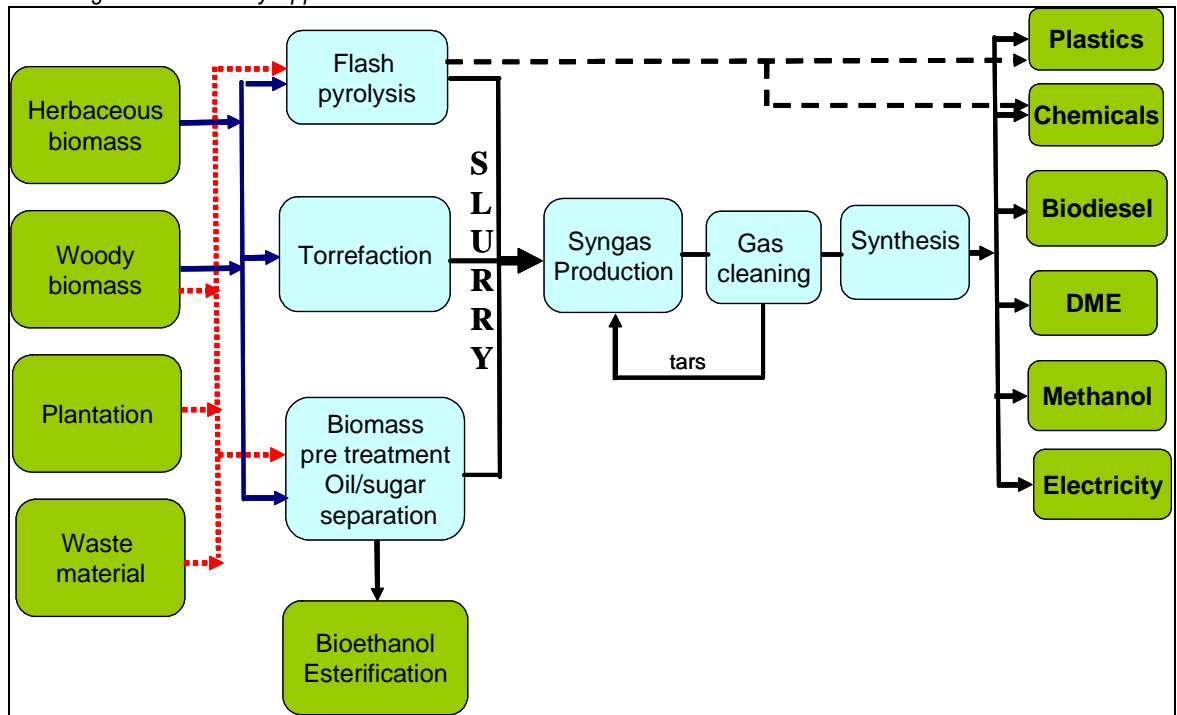 Herbaceous
biomass
Woody
biomass
Plantation
Waste
material
Flash
pyrolysis
Torrefaction
Biomass
pre treatment
Oil/sugar
separation
Bioethanol
Esterification
S
L
U
R
R
Y
Syngas
Production
Gas
cleaning
tars
Synthesis
Plastics
Chemicals
Biodiesel
DME
Methanol
Electricity